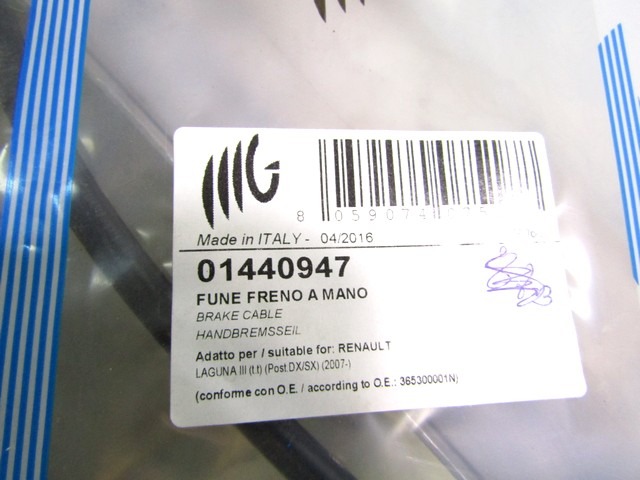 MG
Made in ITALY - 04/2016
01440947
FUNE FRENO A MANO
BRAKE CABLE
HANDBREMSSEIL
Adatto per / suitable for: RENAULT
LAGUNA III (t.t) (Post.DX/SX) (2007-)
(conforme con O.E. / according to O.E.: 365300001N)